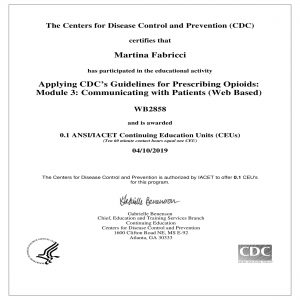 The Centers for Disease Control and Prevention (CDC)
certifies that
Martina Fabricci
has participated in the educational activity
Applying CDC's Guidelines for Prescribing Opioids:
Module 3: Communicating with Patients (Web Based)
WB2858
and is awarded
0.1 ANSI/IACET Continuing Education Units (CEUs)
(Ten 60 minute contact hours equal one CEU)
04/10/2019
The Centers for Disease Control and Prevention is authorized by IACET to offer 0.1 CEU's
for this program.
Gabrielle Benenson
Gabrielle Benenson
Chief, Education and Training Services Branch
Continuing Education
Centers for Disease Control and Prevention
1600 Clifton Road NE, MS E-92
Atlanta, GA 30333
CDC